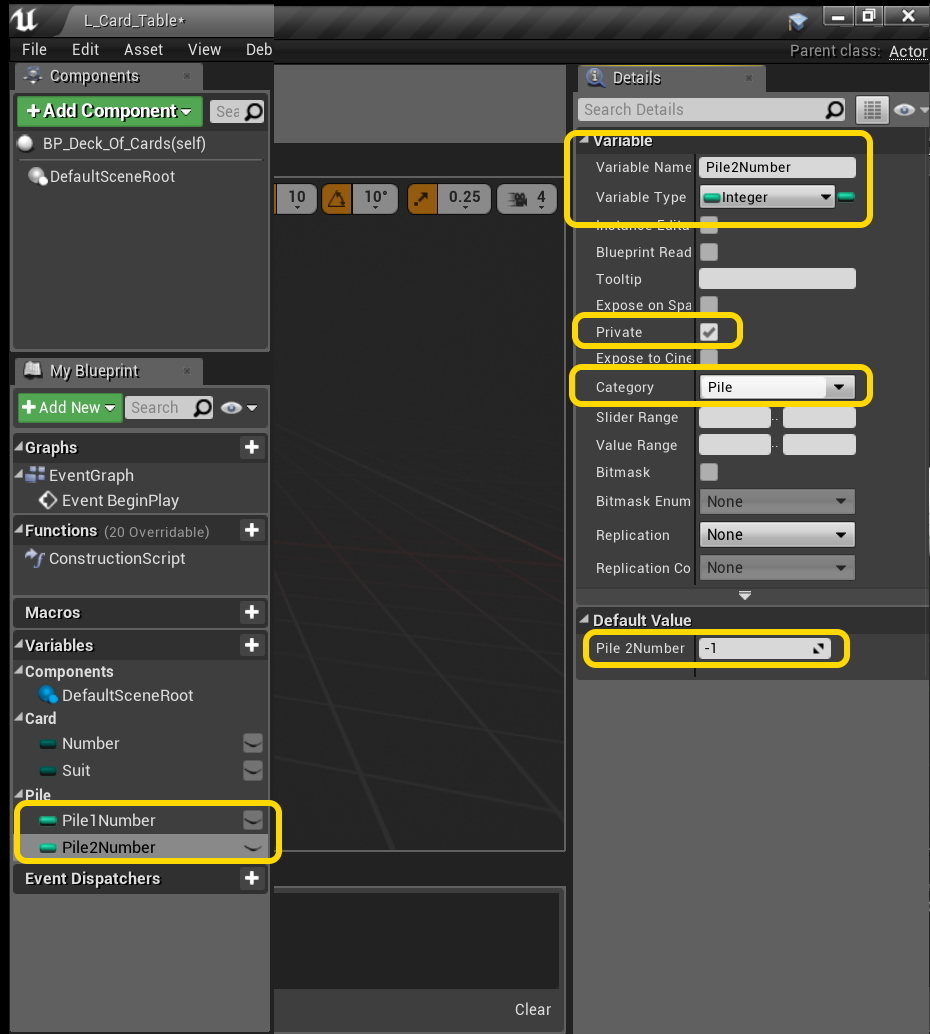 L_Card_Table*
File Edit Asset View Deb
Parent class: Actor
Components
Add Component
Sea
BP_Deck_Of_Cards(self)
DefaultSceneRoot
10 10° 0.25 4
My Blueprint
Add New
Search
Graphs
EventGraph
Event BeginPlay
Functions (20 Overridable)
ConstructionScript
Macros
Variables
Components
DefaultSceneRoot
Card
Number
Suit
Pile
Pile1Number
Pile2Number
Event Dispatchers
Clear
Details
Search Details
Variable
Variable Name Pile2Number
Variable Type Integer
Instance Edita
Blueprint Read
Tooltip
Expose on Spa
Private
Expose to Cine
Category Pile
Slider Range ..
Value Range ..
Bitmask
Bitmask Enum None
Replication None
Replication Co None
Default Value
Pile 2Number -1